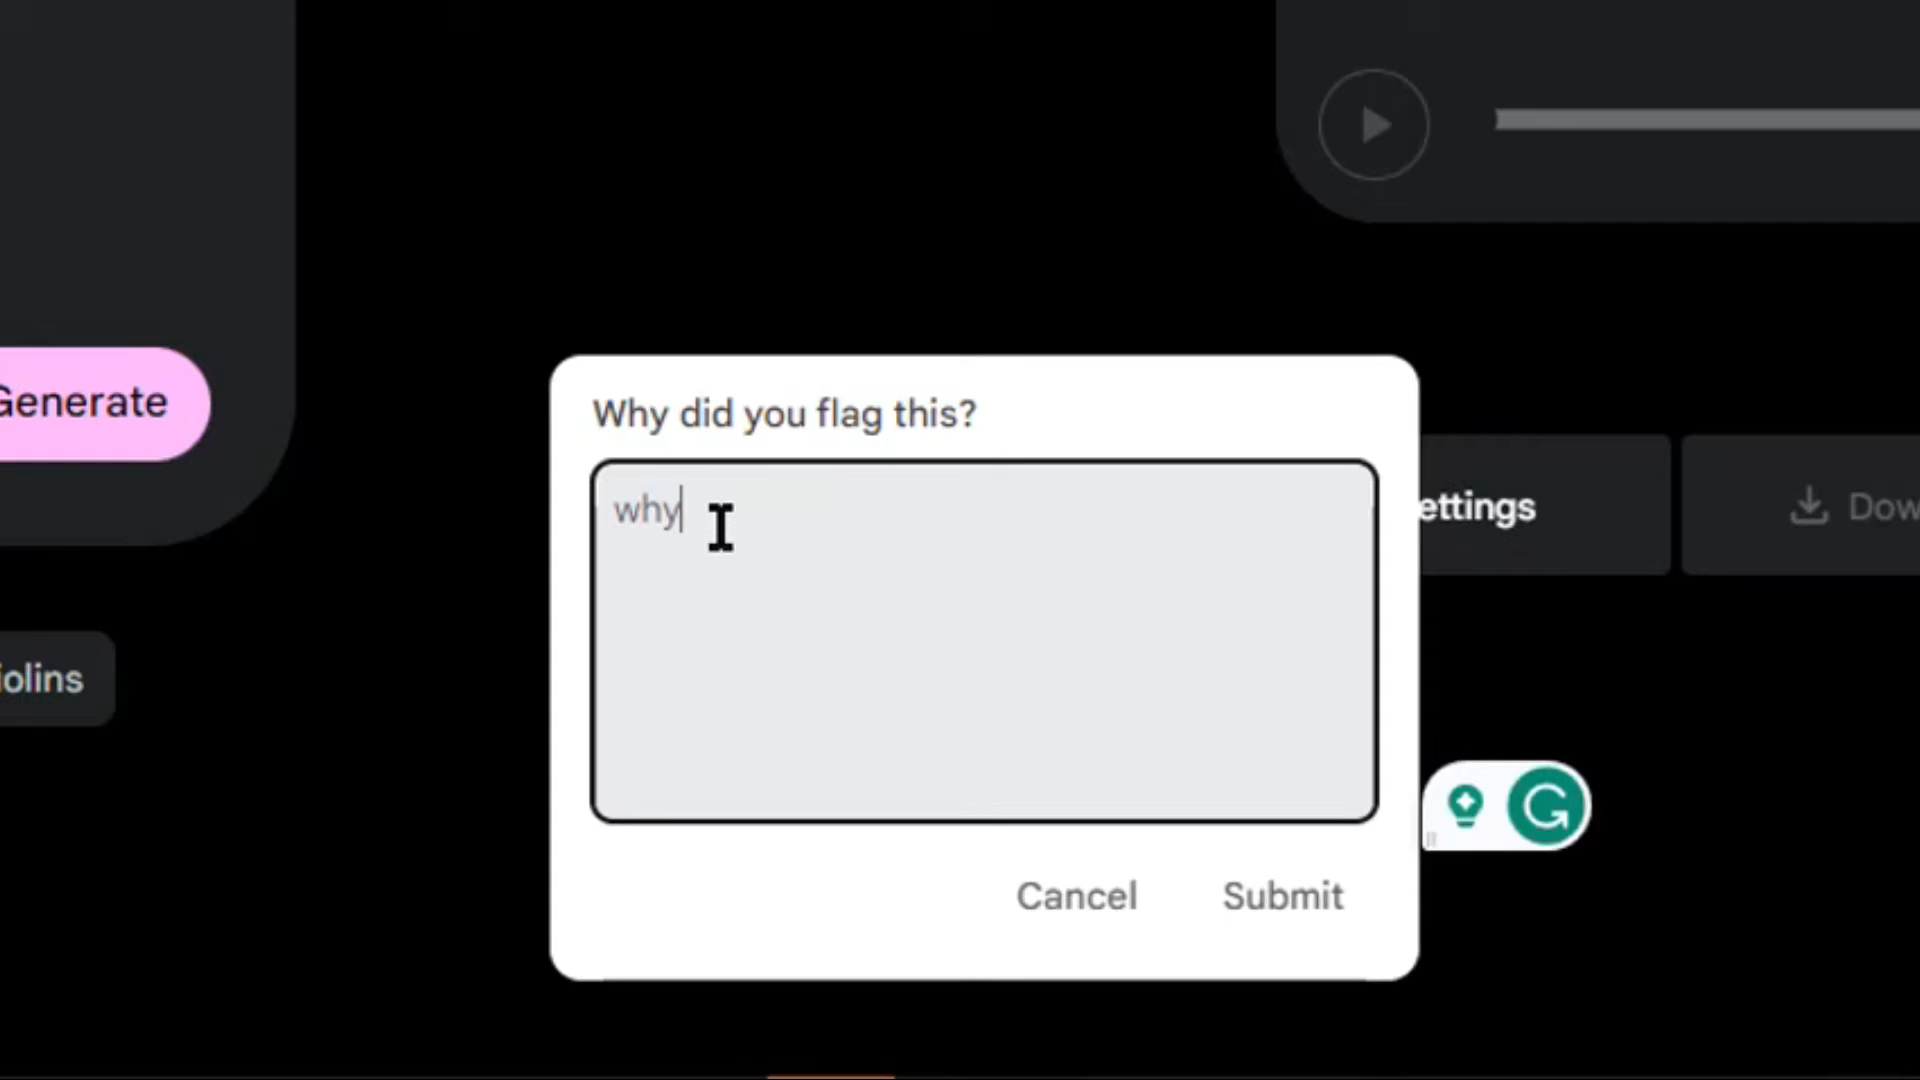 Generate
Why did you flag this?
why
ettings
Dow
iolins
Cancel
Submit